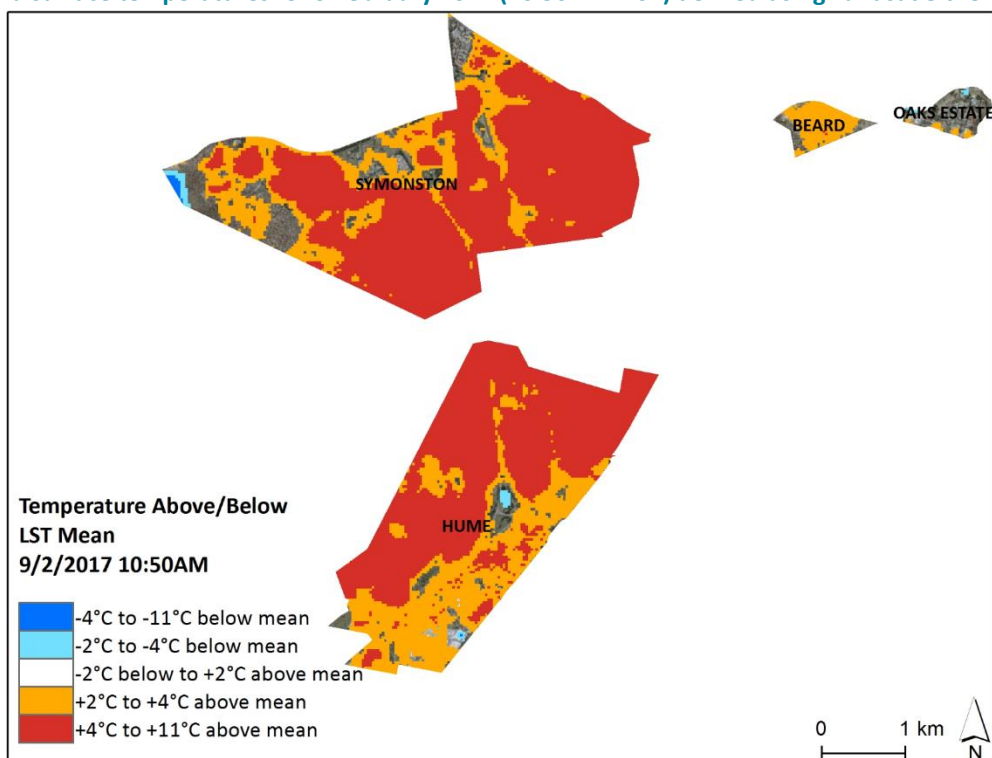 SYMONSTON
BEARD
OAKS ESTATE
HUME
Temperature Above/Below
LST Mean
9/2/2017 10:50AM
-4°C to -11°C below mean
-2°C to -4°C below mean
-2°C below to +2°C above mean
+2°C to +4°C above mean
+4°C to +11°C above mean
0 1 km
N